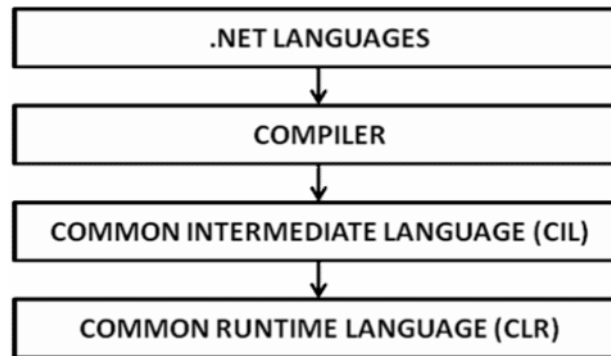 .NET LANGUAGES
COMPILER
COMMON INTERMEDIATE LANGUAGE (CIL)
COMMON RUNTIME LANGUAGE (CLR)